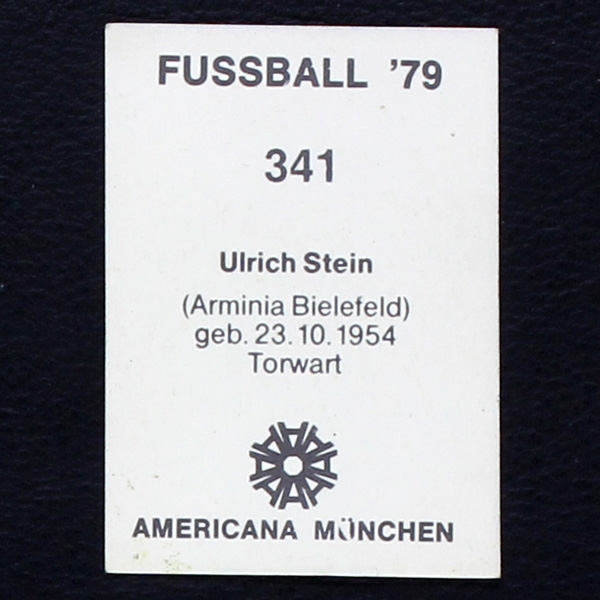 FUSSBALL '79
341
Ulrich Stein
(Arminia Bielefeld)
geb. 23.10.1954
Torwart
AMERICANA MÜNCHEN